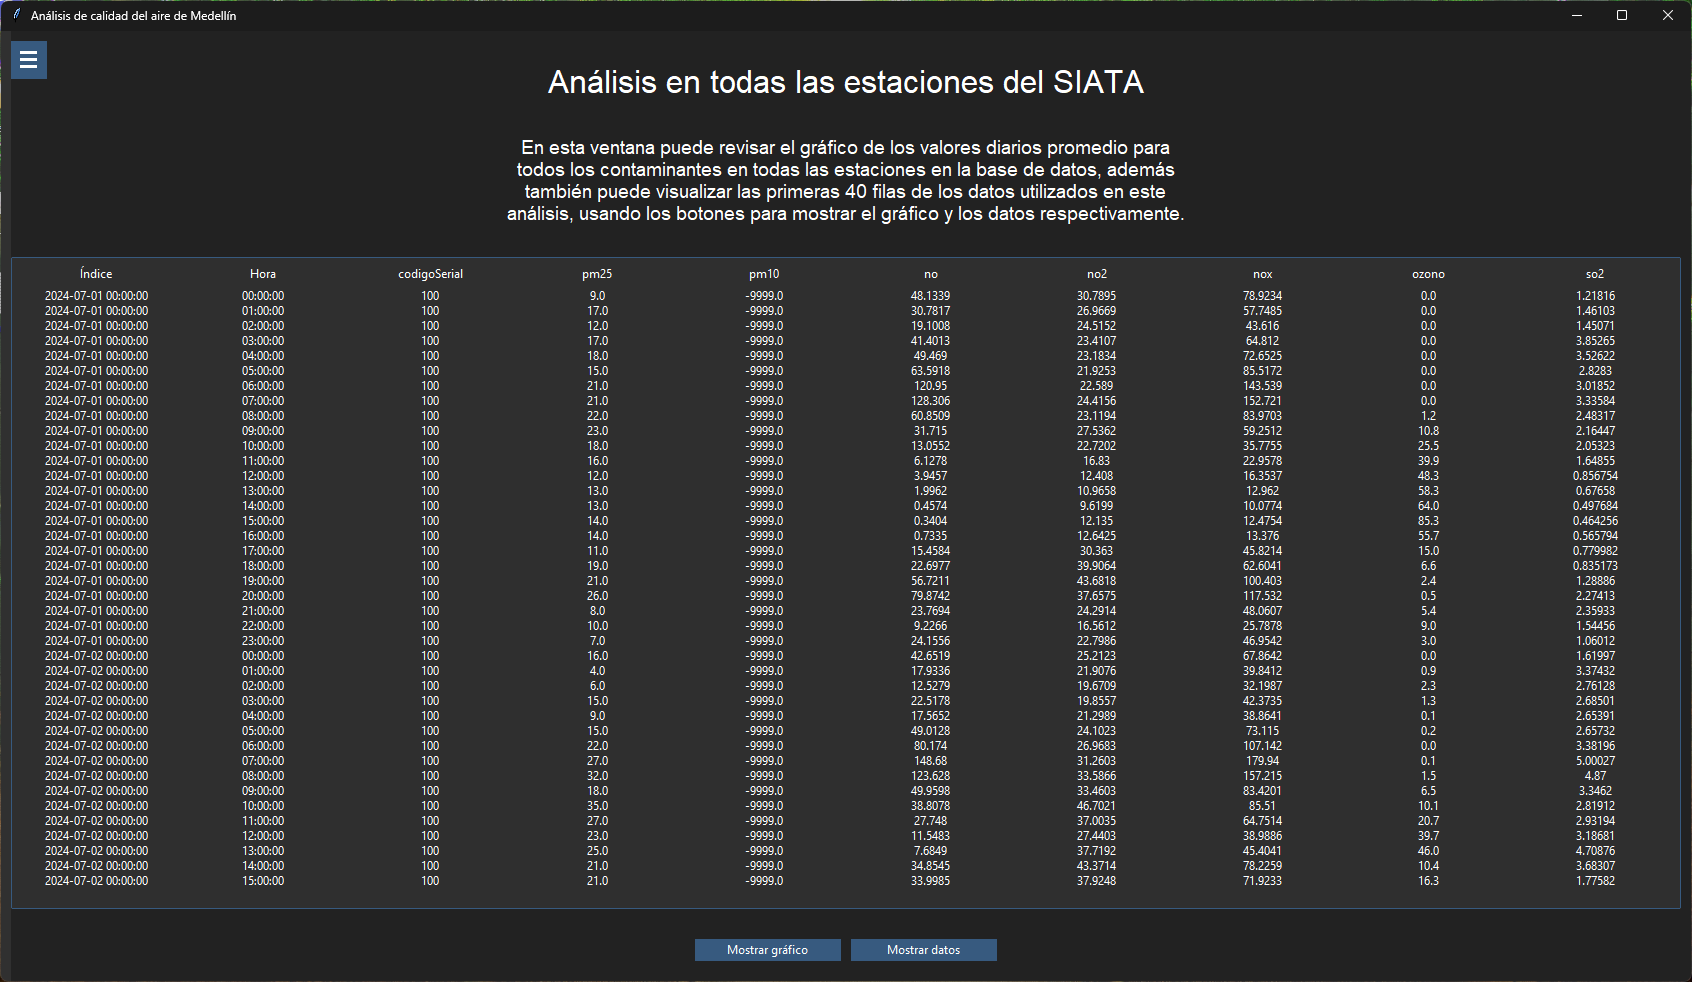 Análisis de calidad del aire de Medellín
Análisis en todas las estaciones del SIATA
En esta ventana puede revisar el gráfico de los valores diarios promedio para
todos los contaminantes en todas las estaciones en la base de datos, además
también puede visualizar las primeras 40 filas de los datos utilizados en este
análisis, usando los botones para mostrar el gráfico y los datos respectivamente.
Índice Hora codigoSerial pm25 pm10 no no2 nox ozono so2
2024-07-01 00:00:00 00:00:00 100 9.0 -9999.0 48.1339 30.7895 78.9234 0.0 1.21816
2024-07-01 00:00:00 01:00:00 100 17.0 -9999.0 30.7817 26.9669 57.7485 0.0 1.46103
2024-07-01 00:00:00 02:00:00 100 12.0 -9999.0 19.1008 24.5152 43.616 0.0 1.45071
2024-07-01 00:00:00 03:00:00 100 17.0 -9999.0 41.4013 23.4107 64.812 0.0 3.85265
2024-07-01 00:00:00 04:00:00 100 18.0 -9999.0 49.469 23.1834 72.6525 0.0 3.52622
2024-07-01 00:00:00 05:00:00 100 15.0 -9999.0 63.5918 21.9253 85.5172 0.0 2.8283
2024-07-01 00:00:00 06:00:00 100 21.0 -9999.0 120.95 22.589 143.539 0.0 3.01852
2024-07-01 00:00:00 07:00:00 100 21.0 -9999.0 128.306 24.4156 152.721 0.0 3.33584
2024-07-01 00:00:00 08:00:00 100 22.0 -9999.0 60.8509 23.1194 83.9703 1.2 2.48317
2024-07-01 00:00:00 09:00:00 100 23.0 -9999.0 31.715 27.5362 59.2512 10.8 2.16447
2024-07-01 00:00:00 10:00:00 100 18.0 -9999.0 13.0552 22.7202 35.7755 25.5 2.05323
2024-07-01 00:00:00 11:00:00 100 16.0 -9999.0 6.1278 16.83 22.9578 39.9 1.64855
2024-07-01 00:00:00 12:00:00 100 12.0 -9999.0 3.9457 12.408 16.3537 48.3 0.856754
2024-07-01 00:00:00 13:00:00 100 13.0 -9999.0 1.9962 10.9658 12.962 58.3 0.67658
2024-07-01 00:00:00 14:00:00 100 13.0 -9999.0 0.4574 9.6199 10.0774 64.0 0.497684
2024-07-01 00:00:00 15:00:00 100 14.0 -9999.0 0.3404 12.135 12.4754 85.3 0.464256
2024-07-01 00:00:00 16:00:00 100 14.0 -9999.0 0.7335 12.6425 13.376 55.7 0.565794
2024-07-01 00:00:00 17:00:00 100 11.0 -9999.0 15.4584 30.363 45.8214 15.0 0.779982
2024-07-01 00:00:00 18:00:00 100 19.0 -9999.0 22.6977 39.9064 62.6041 6.6 0.835173
2024-07-01 00:00:00 19:00:00 100 21.0 -9999.0 56.7211 43.6818 100.403 2.4 1.28886
2024-07-01 00:00:00 20:00:00 100 26.0 -9999.0 79.8742 37.6575 117.532 0.5 2.27413
2024-07-01 00:00:00 21:00:00 100 8.0 -9999.0 23.7694 24.2914 48.0607 5.4 2.35933
2024-07-01 00:00:00 22:00:00 100 10.0 -9999.0 9.2266 16.5612 25.7878 9.0 1.54456
2024-07-01 00:00:00 23:00:00 100 7.0 -9999.0 24.1556 22.7986 46.9542 3.0 1.06012
2024-07-02 00:00:00 00:00:00 100 16.0 -9999.0 42.6519 25.2123 67.8642 0.0 1.61997
2024-07-02 00:00:00 01:00:00 100 4.0 -9999.0 17.9336 21.9076 39.8412 0.9 3.37432
2024-07-02 00:00:00 02:00:00 100 6.0 -9999.0 12.5279 19.6709 32.1987 2.3 2.76128
2024-07-02 00:00:00 03:00:00 100 15.0 -9999.0 22.5178 19.8557 42.3735 1.3 2.68501
2024-07-02 00:00:00 04:00:00 100 9.0 -9999.0 17.5652 21.2989 38.8641 0.1 2.65391
2024-07-02 00:00:00 05:00:00 100 15.0 -9999.0 49.0128 24.1023 73.115 0.2 2.65732
2024-07-02 00:00:00 06:00:00 100 22.0 -9999.0 80.174 26.9683 107.142 0.0 3.38196
2024-07-02 00:00:00 07:00:00 100 27.0 -9999.0 148.68 31.2603 179.94 0.1 5.00027
2024-07-02 00:00:00 08:00:00 100 32.0 -9999.0 123.628 33.5866 157.215 1.5 4.87
2024-07-02 00:00:00 09:00:00 100 18.0 -9999.0 49.9598 33.4603 83.4201 6.5 3.3462
2024-07-02 00:00:00 10:00:00 100 35.0 -9999.0 38.8078 46.7021 85.51 10.1 2.81912
2024-07-02 00:00:00 11:00:00 100 27.0 -9999.0 27.748 37.0035 64.7514 20.7 2.93194
2024-07-02 00:00:00 12:00:00 100 23.0 -9999.0 11.5483 27.4403 38.9886 39.7 3.18681
2024-07-02 00:00:00 13:00:00 100 25.0 -9999.0 7.6849 37.7192 45.4041 46.0 4.70876
2024-07-02 00:00:00 14:00:00 100 21.0 -9999.0 34.8545 43.3714 78.2259 10.4 3.68307
2024-07-02 00:00:00 15:00:00 100 21.0 -9999.0 33.9985 37.9248 71.9233 16.3 1.77582
Mostrar gráfico Mostrar datos